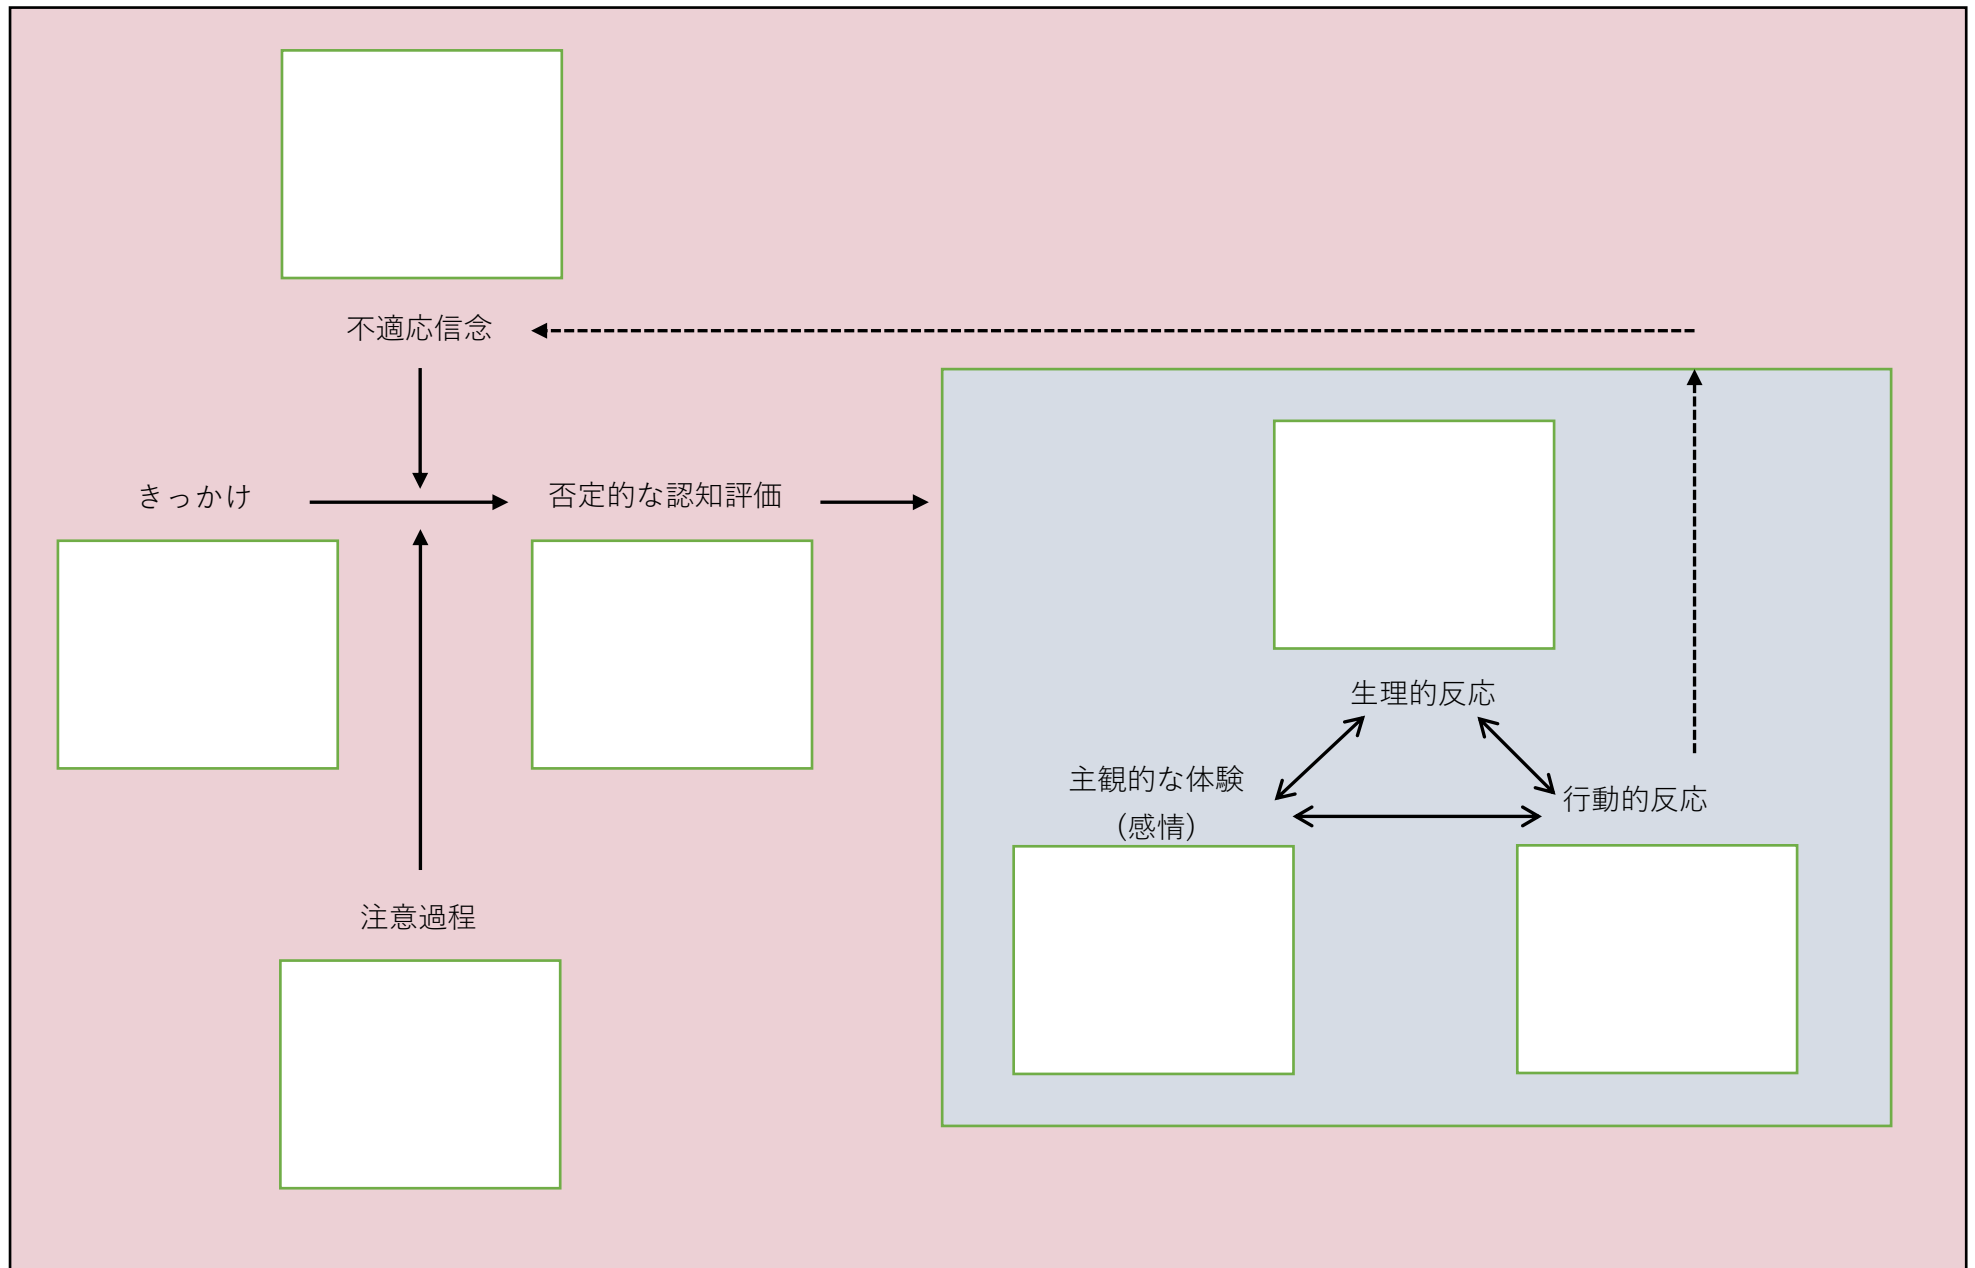 不適応信念
きっかけ
否定的な認知評価
生理的反応
主観的な体験
(感情)
行動的反応
注意過程